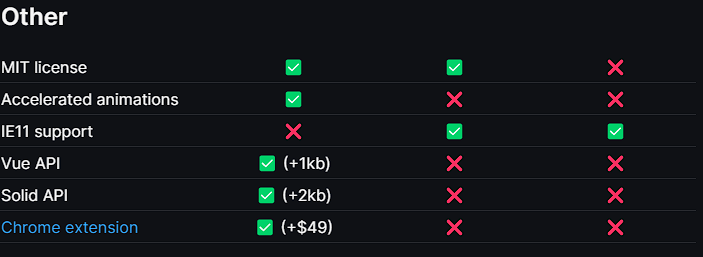 Other
MIT license ✅ ✅ ❌
Accelerated animations ✅ ❌ ❌
IE11 support ❌ ✅ ✅
Vue API ✅ (+1kb) ❌ ❌
Solid API ✅ (+2kb) ❌ ❌
Chrome extension ✅ (+$49) ❌ ❌